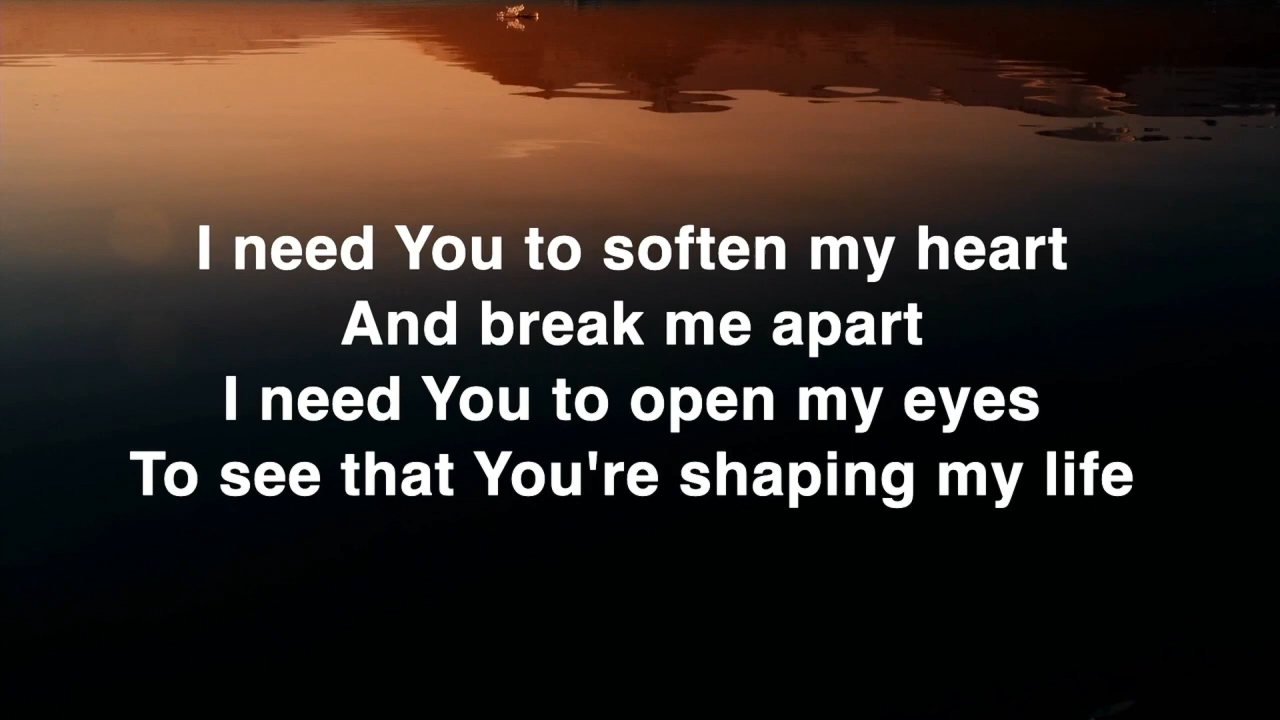 I need You to soften my heart
And break me apart
I need You to open my eyes
To see that You're shaping my life